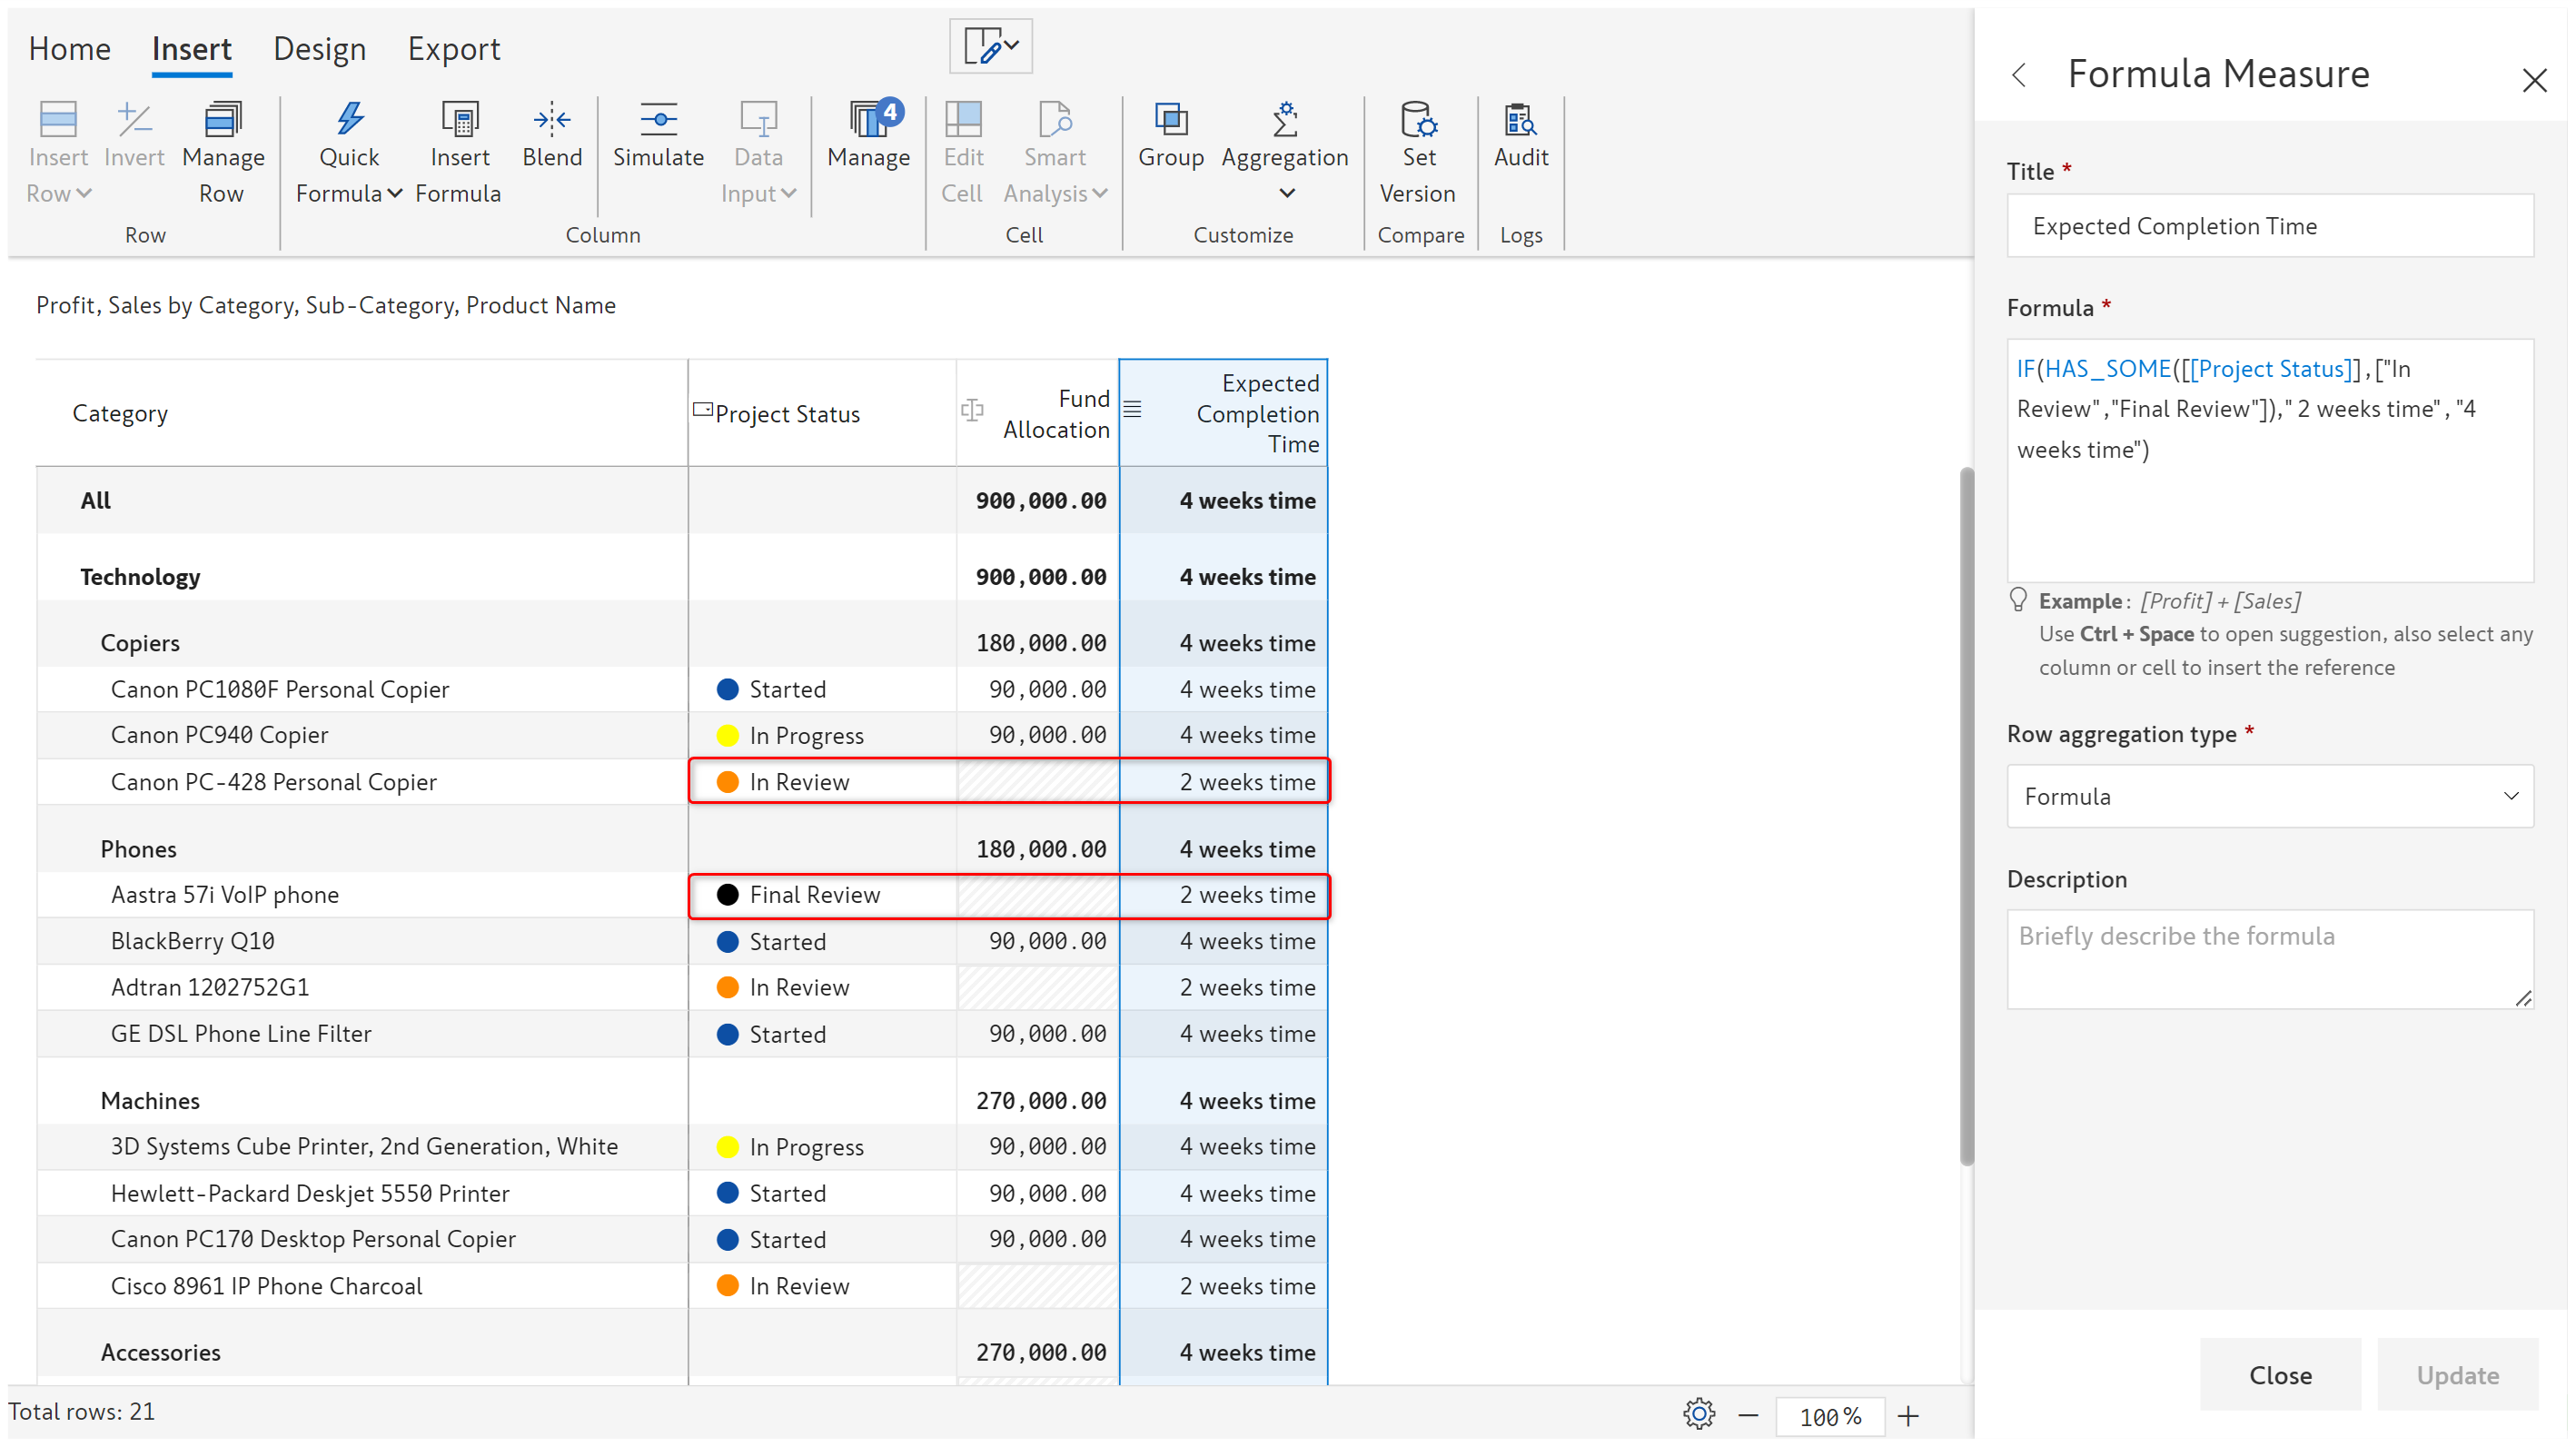 Home Insert Design Export
Insert Row
Invert
Manage Row
Quick Formula
Insert Formula
Blend
Simulate
Data Input
Manage 4
Edit Cell
Smart Analysis
Group
Aggregation
Set Version
Audit
Row Column Cell Customize Compare Logs
Profit, Sales by Category, Sub-Category, Product Name
Category Project Status Fund Allocation Expected Completion Time
All 900,000.00 4 weeks time
Technology 900,000.00 4 weeks time
Copiers 180,000.00 4 weeks time
Canon PC1080F Personal Copier Started 90,000.00 4 weeks time
Canon PC940 Copier In Progress 90,000.00 4 weeks time
Canon PC-428 Personal Copier In Review 2 weeks time
Phones 180,000.00 4 weeks time
Aastra 57i VoIP phone Final Review 2 weeks time
BlackBerry Q10 Started 90,000.00 4 weeks time
Adtran 1202752G1 In Review 2 weeks time
GE DSL Phone Line Filter Started 90,000.00 4 weeks time
Machines 270,000.00 4 weeks time
3D Systems Cube Printer, 2nd Generation, White In Progress 90,000.00 4 weeks time
Hewlett-Packard Deskjet 5550 Printer Started 90,000.00 4 weeks time
Canon PC170 Desktop Personal Copier Started 90,000.00 4 weeks time
Cisco 8961 IP Phone Charcoal In Review 2 weeks time
Accessories 270,000.00 4 weeks time
Total rows: 21
100%
Formula Measure
Title *
Expected Completion Time
Formula *
IF(HAS_SOME([[Project Status]],["In
Review","Final Review"])," 2 weeks time", "4
weeks time")
Example: [Profit] + [Sales]
Use Ctrl + Space to open suggestion, also select any
column or cell to insert the reference
Row aggregation type *
Formula
Description
Briefly describe the formula
Close Update